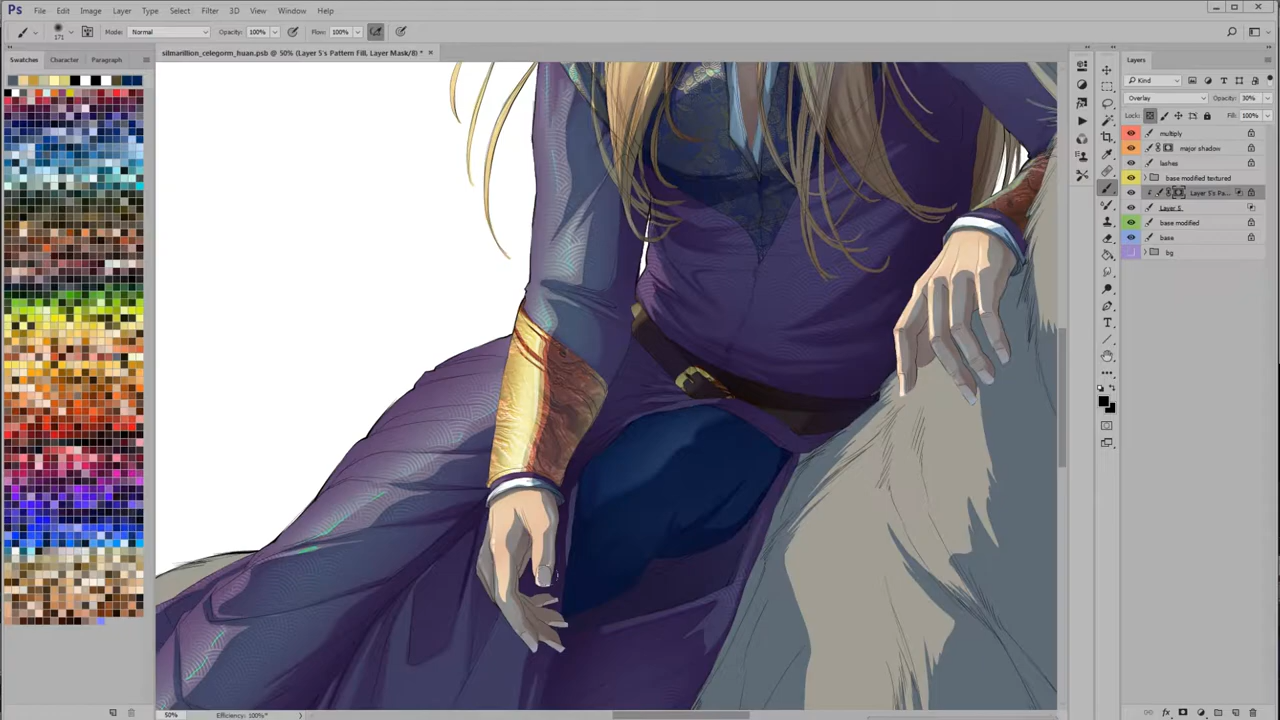 Ps File Edit Image Layer Type Select Filter 3D View Window Help
171 Mode: Normal Opacity: 100% Flow: 100%
silmarillion_celegorm_huan.psb @ 50% (Layer 5's Pattern Fill, Layer Mask/8) * ×
Swatches Character Paragraph
Layers
Kind
Overlay Opacity: 30%
Lock: Fill: 100%
multiply
major shadow
lashes
base modified textured
Layer 5's Pa...
Layer 5
base modified
base
bg
50% Efficiency: 100%*